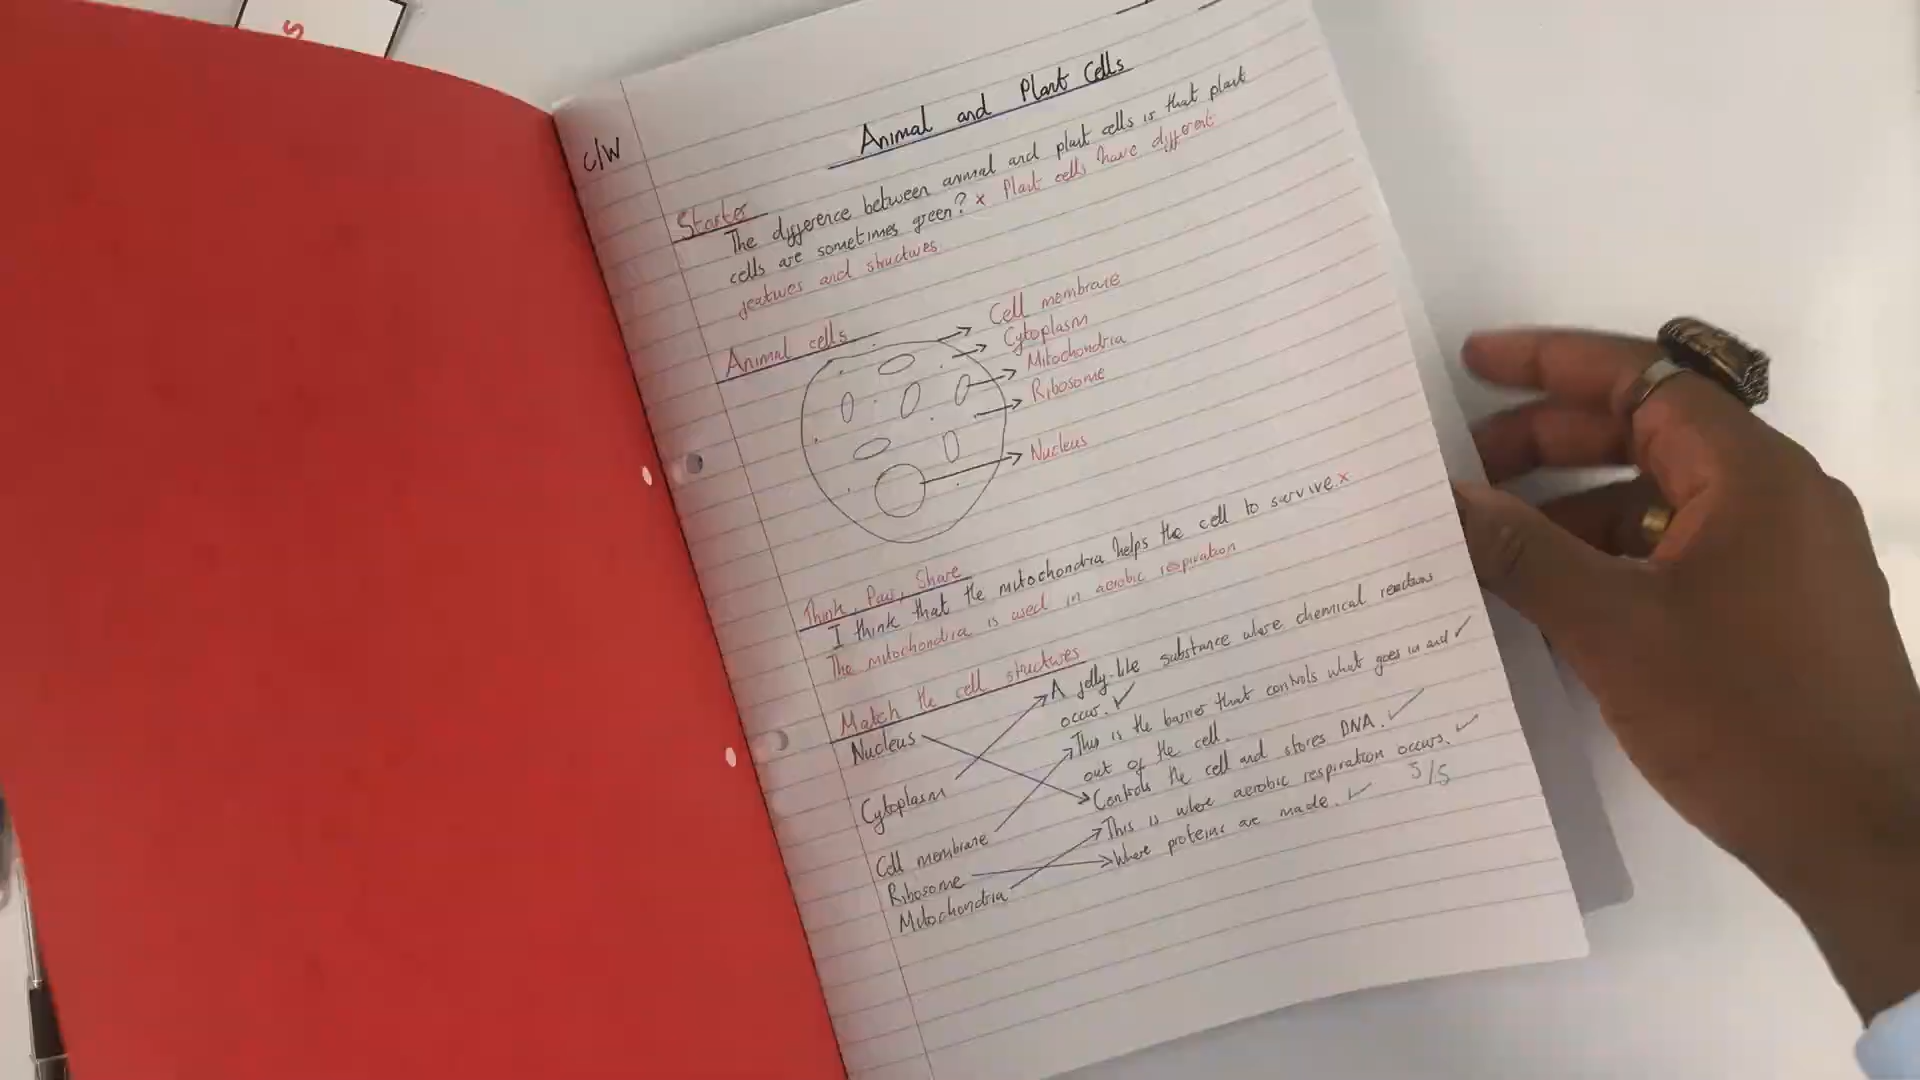 S
Animal and Plant Cells
C/W
Starter
The difference between animal and plant cells is that plant
cells are sometimes green? x Plant cells have different
features and structures
Animal cells
Cell membrane
Cytoplasm
Mitochondria
Ribosome
Nucleus
Think, Pair, Share
I think that the mitochondria helps the cell to survive. x
The mitochondria is used in aerobic respiration
Match the cell structures
Nucleus
Cytoplasm
Cell membrane
Ribosome
Mitochondria
A jelly-like substance where chemical reactions
occur. ✓
This is the barrier that controls what goes in and ✓
out of the cell.
Controls the cell and stores DNA. ✓
This is where aerobic respiration occurs. ✓
Where proteins are made. ✓ 5/5